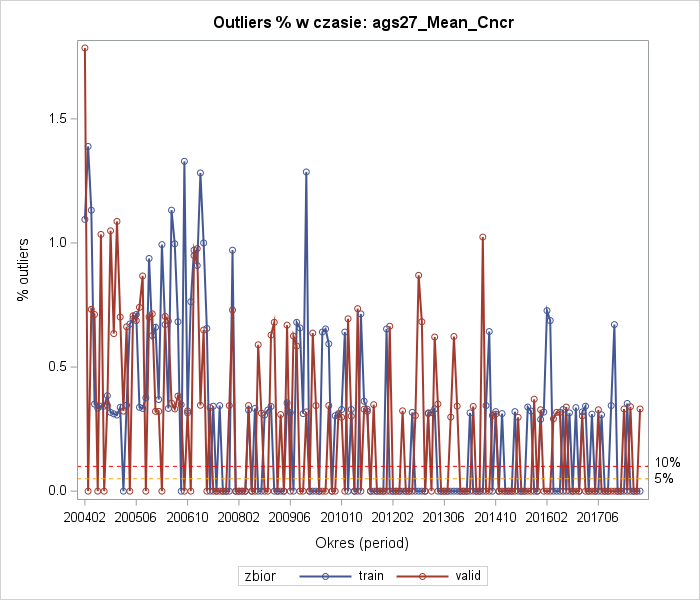 Outliers % w czasie: ags27_Mean_Cncr
% outliers
1.5
1.0
0.5
0.0
10%
5%
200402 200506 200610 200802 200906 201010 201202 201306 201410 201602 201706
Okres (period)
zbior train valid